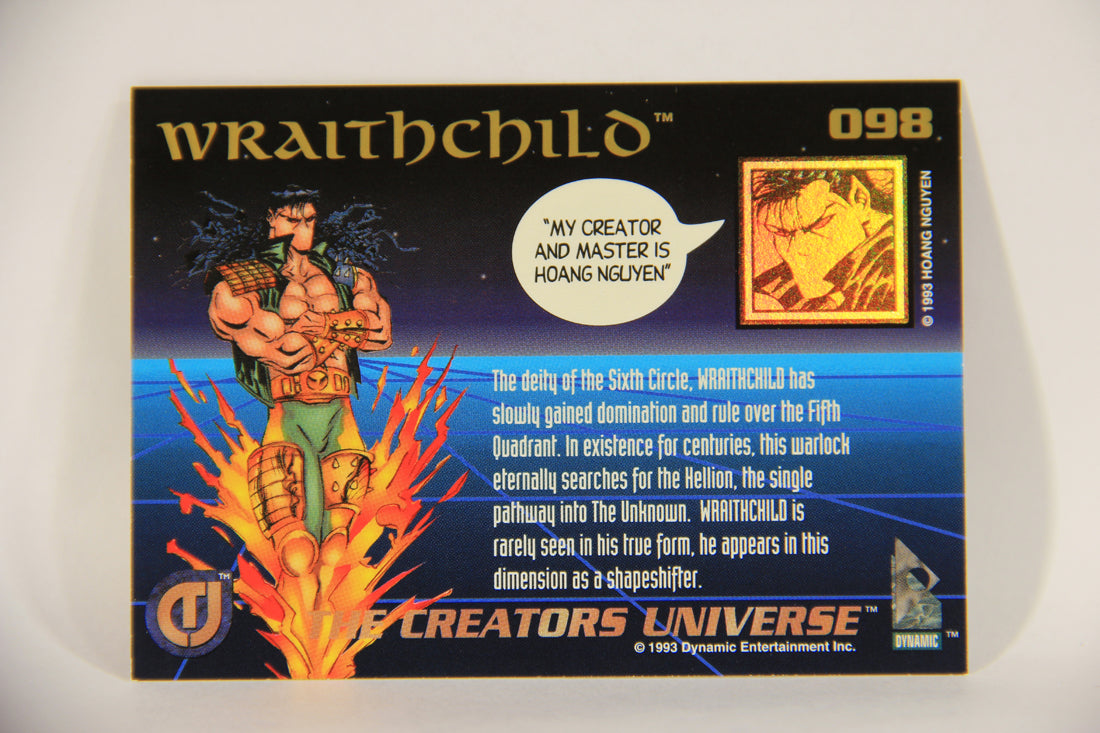 WRAITHCHILD™
098
"MY CREATOR
AND MASTER IS
HOANG NGUYEN"
© 1993 HOANG NGUYEN
The deity of the Sixth Circle, WRAITHCHILD has
slowly gained domination and rule over the Fifth
Quadrant. In existence for centuries, this warlock
eternally searches for the Hellion, the single
pathway into The Unknown. WRAITHCHILD is
rarely seen in his true form, he appears in this
dimension as a shapeshifter.
TM
THE CREATORS UNIVERSE™
© 1993 Dynamic Entertainment Inc.
DYNAMIC ™